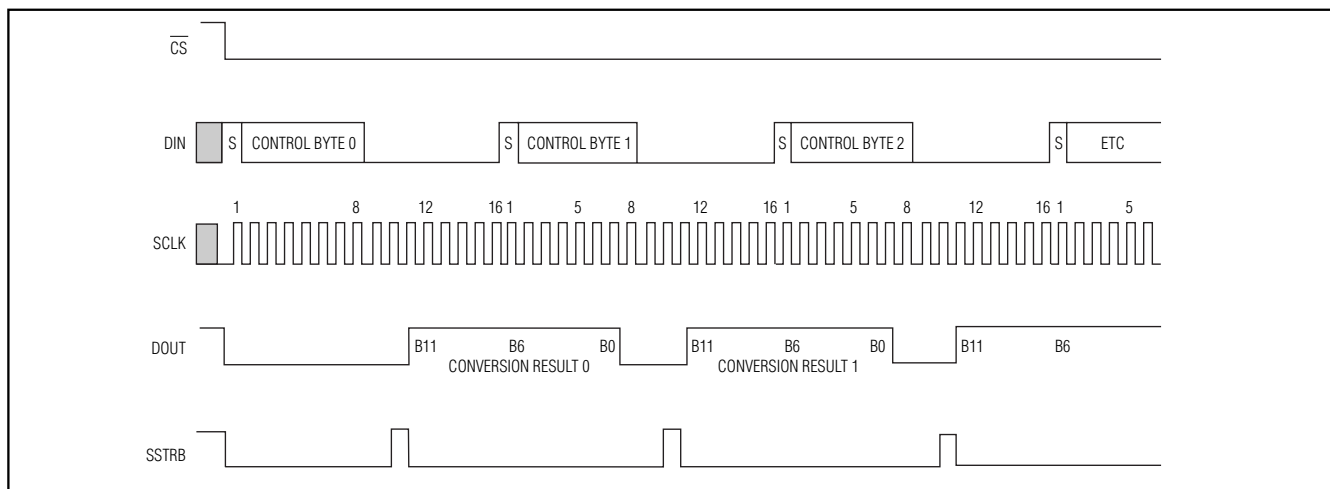 CS
DIN S CONTROL BYTE 0 S CONTROL BYTE 1 S CONTROL BYTE 2 S ETC
1 8 12 16 1 5 8 12 16 1 5 8 12 16 1 5
SCLK
DOUT B11 B6 B0 B11 B6 B0 B11 B6
CONVERSION RESULT 0 CONVERSION RESULT 1
SSTRB